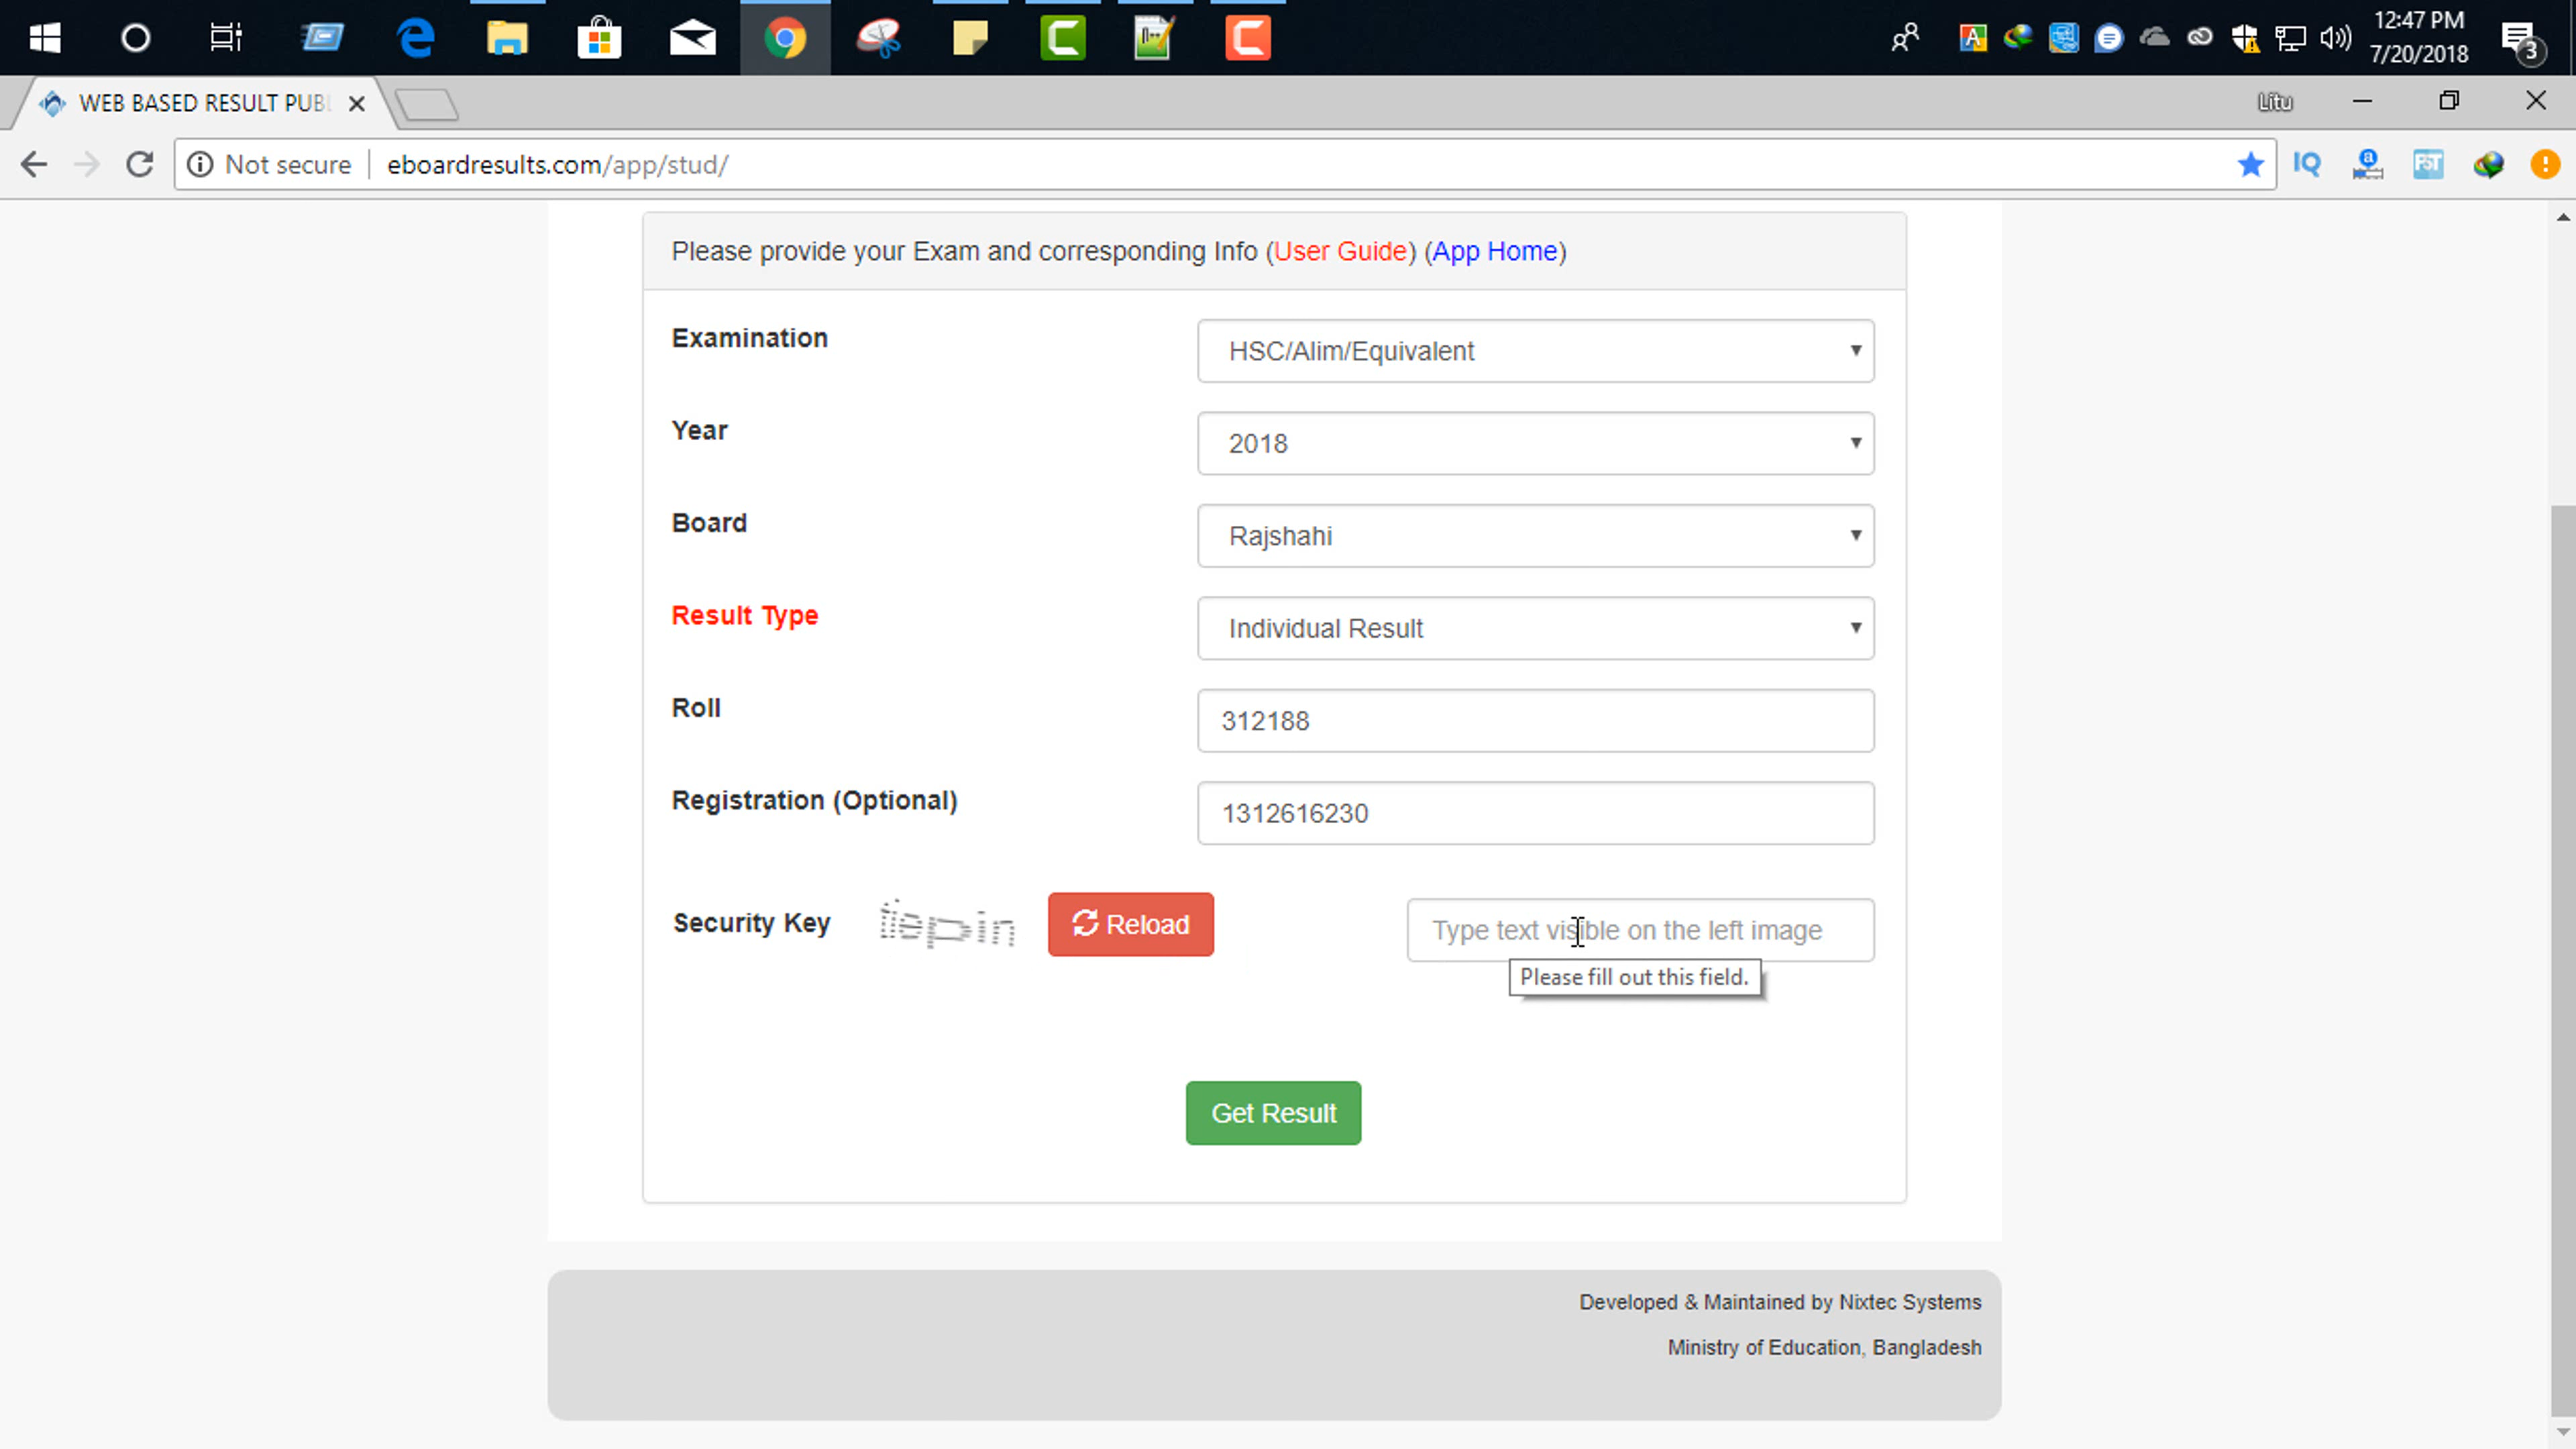 12:47 PM
7/20/2018
3
WEB BASED RESULT PUB
Litu
Not secure | eboardresults.com/app/stud/
IQ
Please provide your Exam and corresponding Info (User Guide) (App Home)
Examination
HSC/Alim/Equivalent
Year
2018
Board
Rajshahi
Result Type
Individual Result
Roll
312188
Registration (Optional)
1312616230
Security Key
Reload
Type text visible on the left image
Please fill out this field.
Get Result
Developed & Maintained by Nixtec Systems
Ministry of Education, Bangladesh